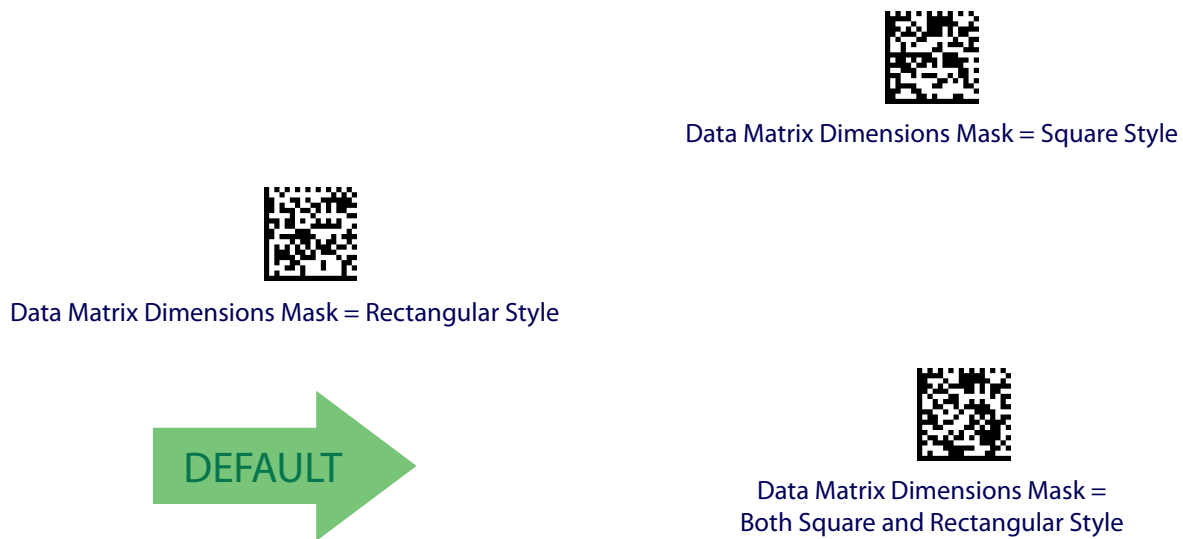 Data Matrix Dimensions Mask = Square Style
Data Matrix Dimensions Mask = Rectangular Style
DEFAULT
Data Matrix Dimensions Mask =
Both Square and Rectangular Style